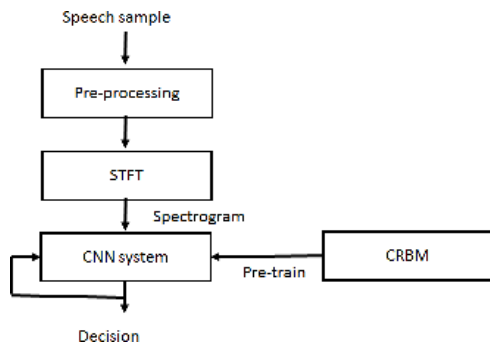 Speech sample
Pre-processing
STFT
Spectrogram
CNN system
Pre-train
CRBM
Decision